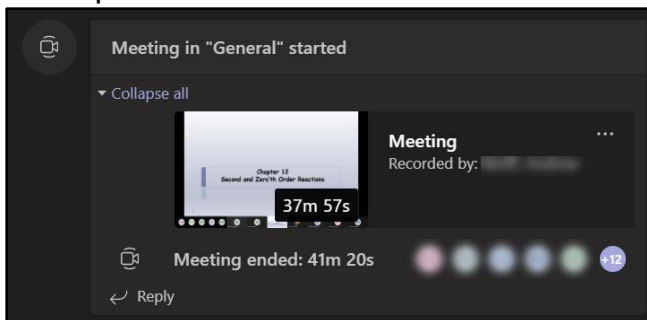 Meeting in "General" started
Collapse all
Chapter 12
Second and Zero'th Order Reactions
37m 57s
Meeting
Recorded by:
Meeting ended: 41m 20s
+12
Reply